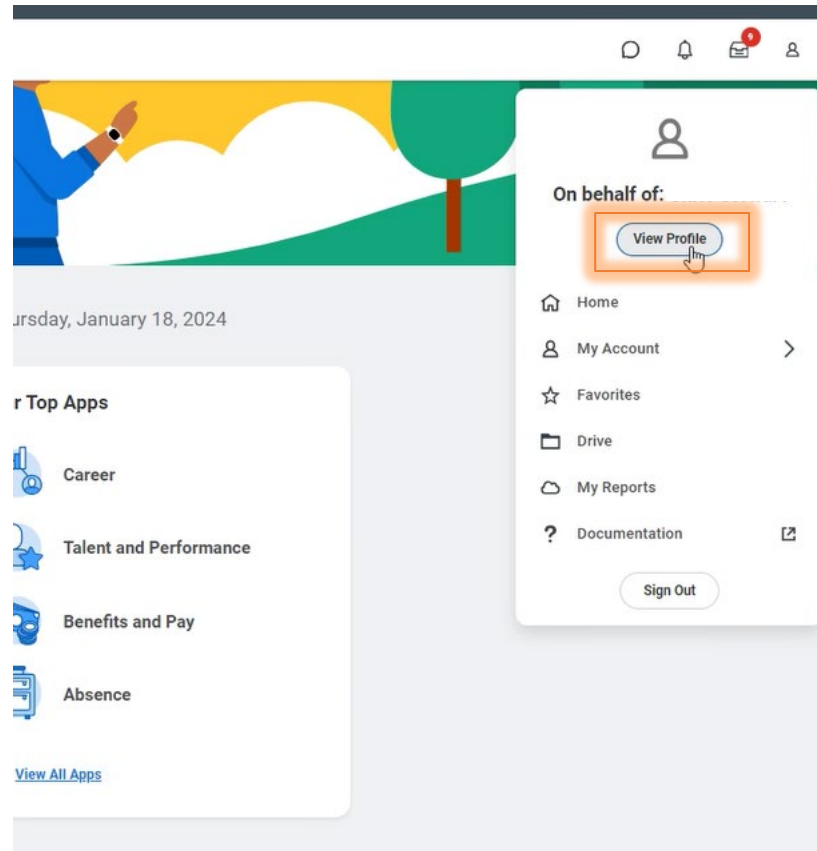 9
On behalf of:
View Profile
Home
ursday, January 18, 2024
My Account
r Top Apps
Favorites
Drive
Career
My Reports
Talent and Performance
? Documentation
Sign Out
Benefits and Pay
Absence
View All Apps